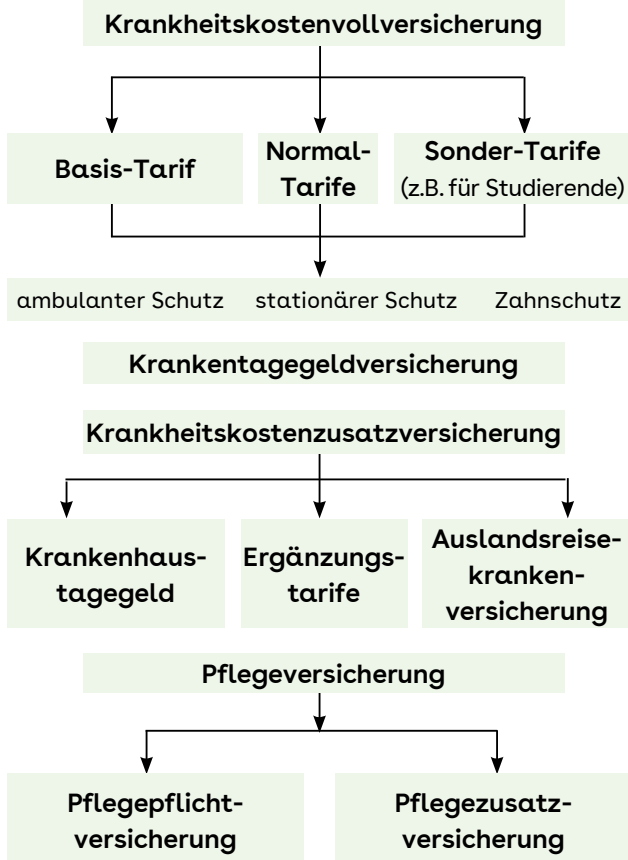 Krankheitskostenvollversicherung
Basis-Tarif
Normal-
Tarife
Sonder-Tarife
(z.B. für Studierende)
ambulanter Schutz stationärer Schutz Zahnschutz
Krankentagegeldversicherung
Krankheitskostenzusatzversicherung
Krankenhaus-
tagegeld
Ergänzungs-
tarife
Auslandsreise-
kranken-
versicherung
Pflegeversicherung
Pflegepflicht-
versicherung
Pflegezusatz-
versicherung